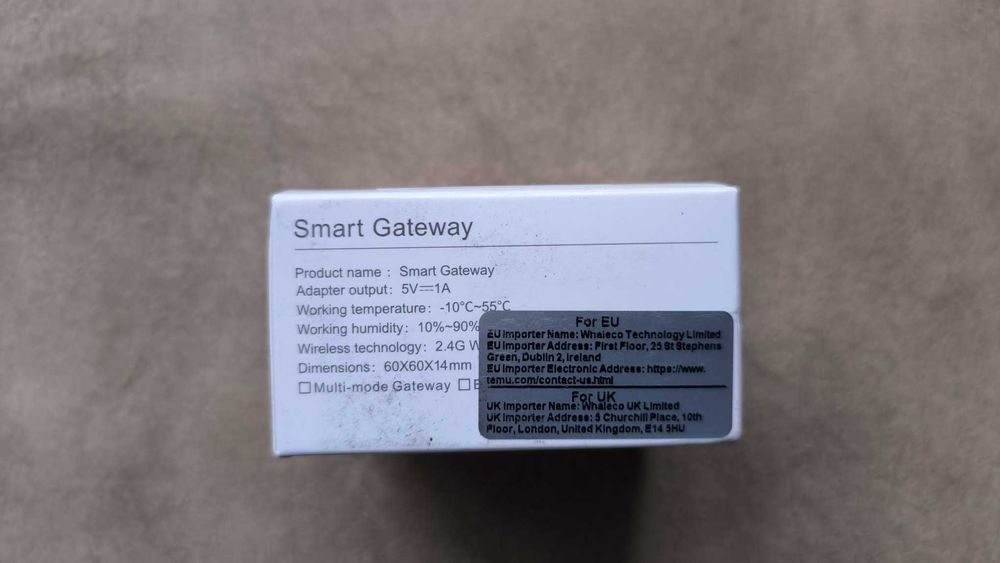 Smart Gateway
Product name : Smart Gateway
Adapter output: 5V⎓1A
Working temperature: -10°C~55°C
Working humidity: 10%~90%
Wireless technology: 2.4G W
Dimensions: 60X60X14mm
☐Multi-mode Gateway ☐
For EU
EU Importer Name: Whaleco Technology Limited
EU Importer Address: First Floor, 25 St Stephens
Green, Dublin 2, Ireland
EU Importer Electronic Address: https://www.
temu.com/contact-us.html
For UK
UK Importer Name: Whaleco UK Limited
UK Importer Address: 5 Churchill Place, 10th
Floor, London, United Kingdom, E14 5HU